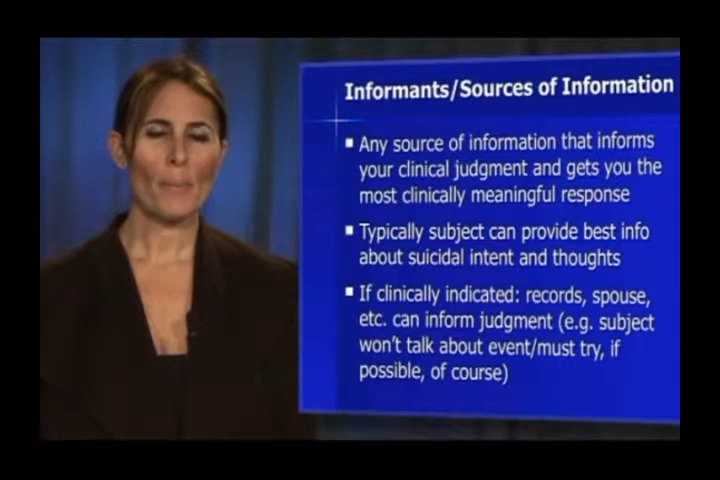 Informants/Sources of Information
▪ Any source of information that informs
your clinical judgment and gets you the
most clinically meaningful response
▪ Typically subject can provide best info
about suicidal intent and thoughts
▪ If clinically indicated: records, spouse,
etc. can inform judgment (e.g. subject
won't talk about event/must try, if
possible, of course)